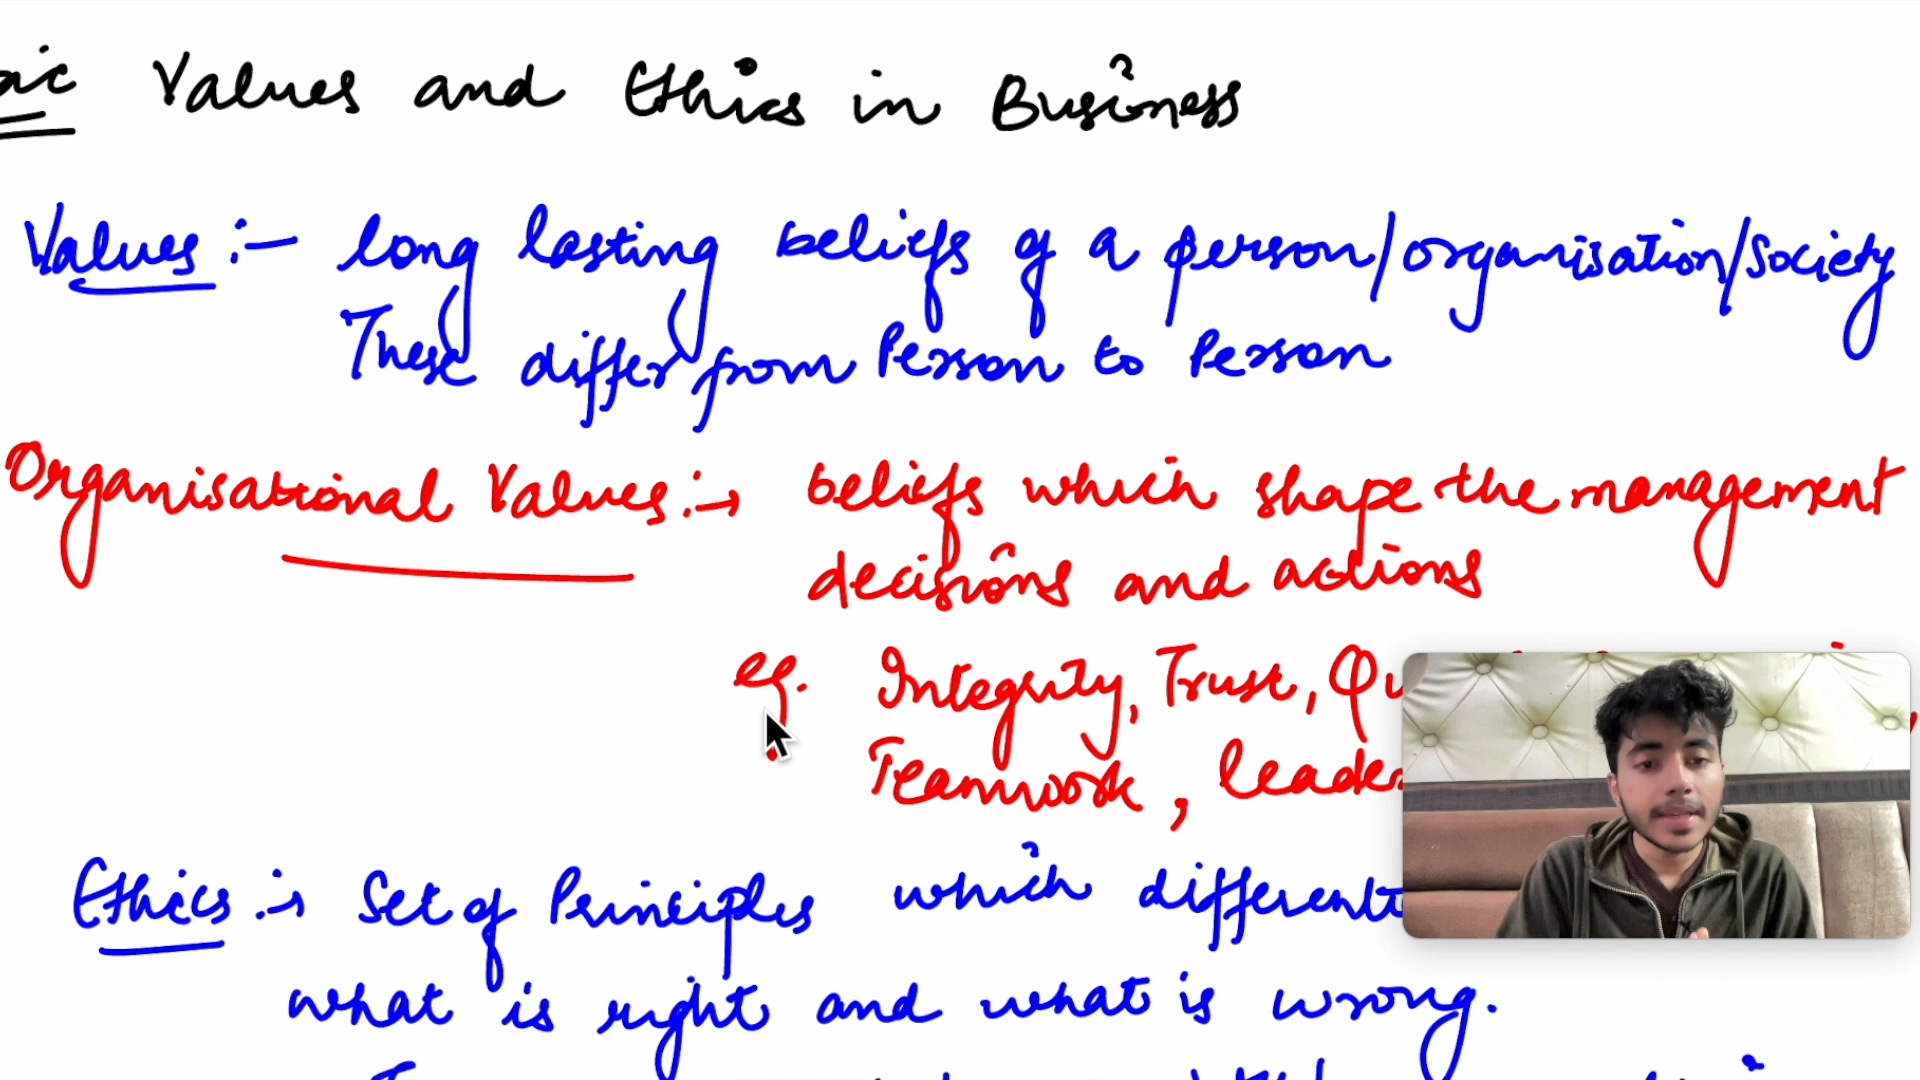 Values and Ethics in Business
Values :- long lasting beliefs of a person/organisation/society
These differ from Person to Person
Organisational Values :→ beliefs which shape the management
decisions and actions
eg. Integrity, Trust,
Teamwork,
Ethics :→ Set of Principles which
what is right and what is wrong.